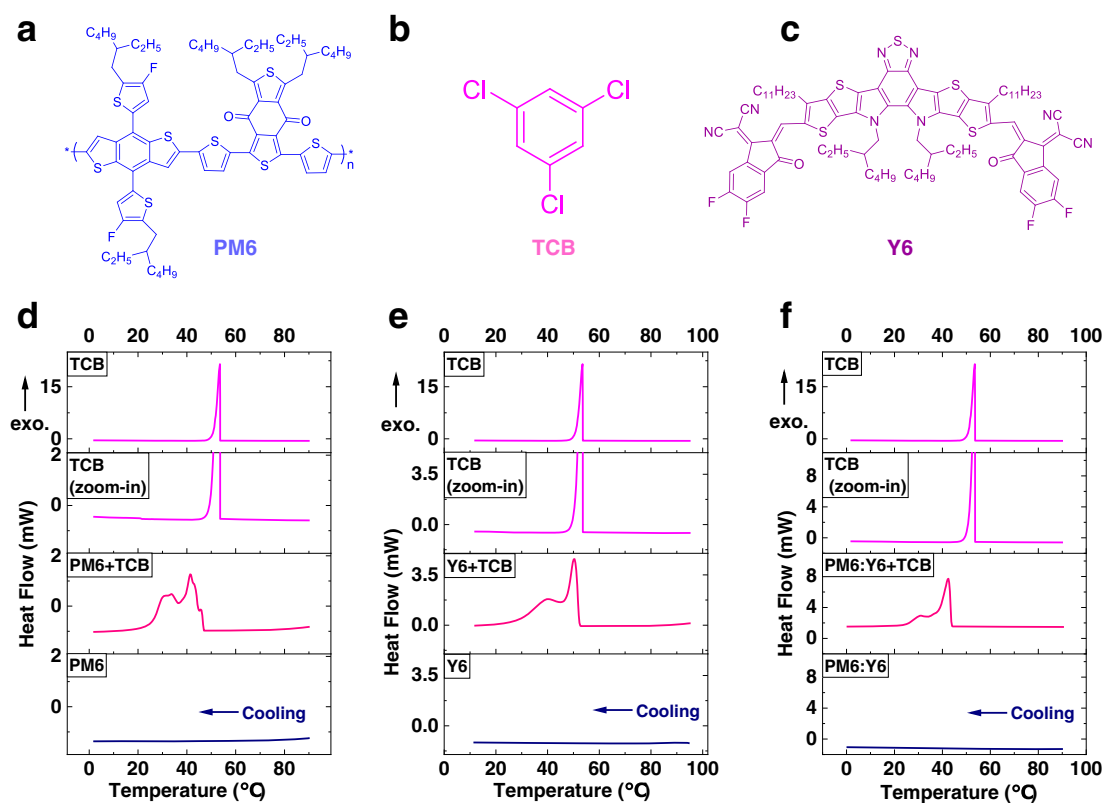 a
b
c
C4H9
C2H5
F
S
S
S
*
(
S
F
C2H5
C4H9
C4H9
C2H5
C2H5
C4H9
S
O
O
S
S
S
)
*
n
PM6
Cl
Cl
Cl
TCB
S
N
N
C11H23
C11H23
S
S
S
S
N
N
CN
NC
O
C2H5
C2H5
C4H9
C4H9
O
CN
CN
F
F
F
F
Y6
d
e
f
0 20 40 60 80
TCB
15
0
exo.
2
TCB
(zoom-in)
0
2
PM6+TCB
0
2
PM6
0
Cooling
0 20 40 60 80
Heat Flow (mW)
Temperature (℃)
0 20 40 60 80 100
TCB
15
0
exo.
TCB
(zoom-in)
3.5
0.0
Y6+TCB
3.5
0.0
Y6
3.5
0.0
Cooling
0 20 40 60 80 100
Heat Flow (mW)
Temperature (℃)
0 20 40 60 80 100
TCB
15
0
exo.
TCB
(zoom-in)
8
4
0
PM6:Y6+TCB
8
4
0
PM6:Y6
8
4
0
Cooling
0 20 40 60 80 100
Heat Flow (mW)
Temperature (℃)